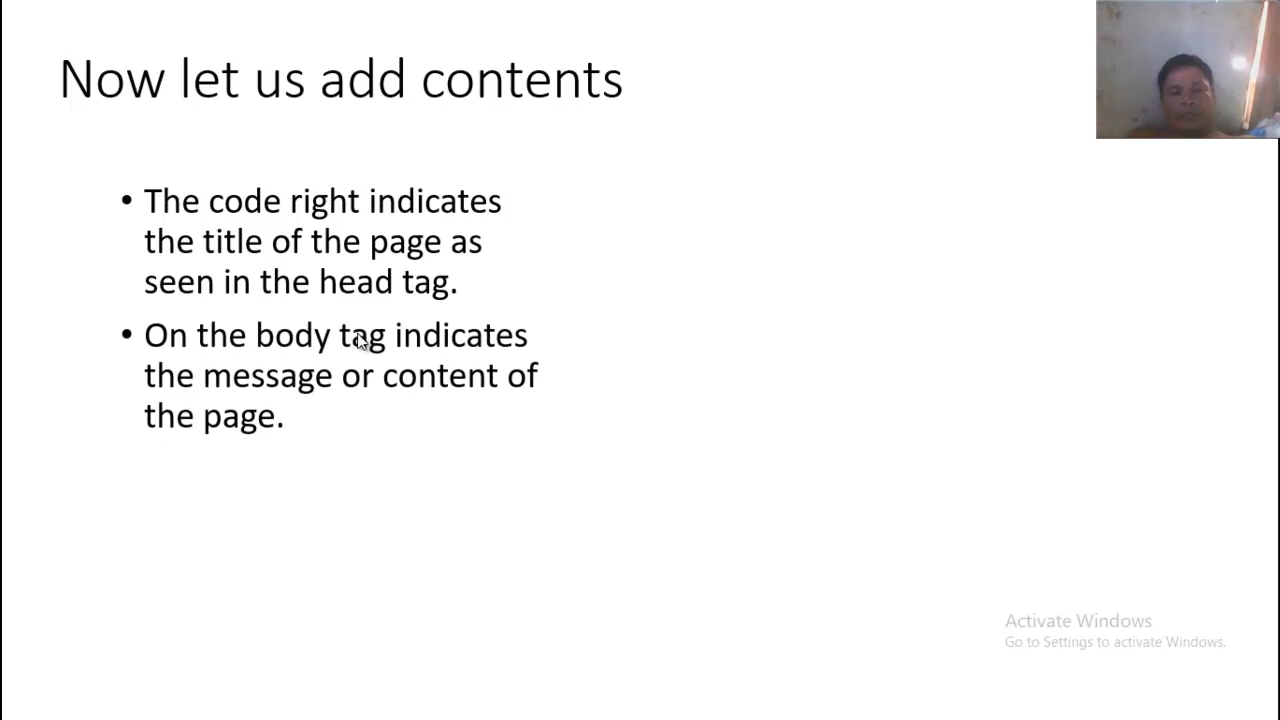 Now let us add contents
• The code right indicates
the title of the page as
seen in the head tag.
• On the body tag indicates
the message or content of
the page.
Activate Windows
Go to Settings to activate Windows.